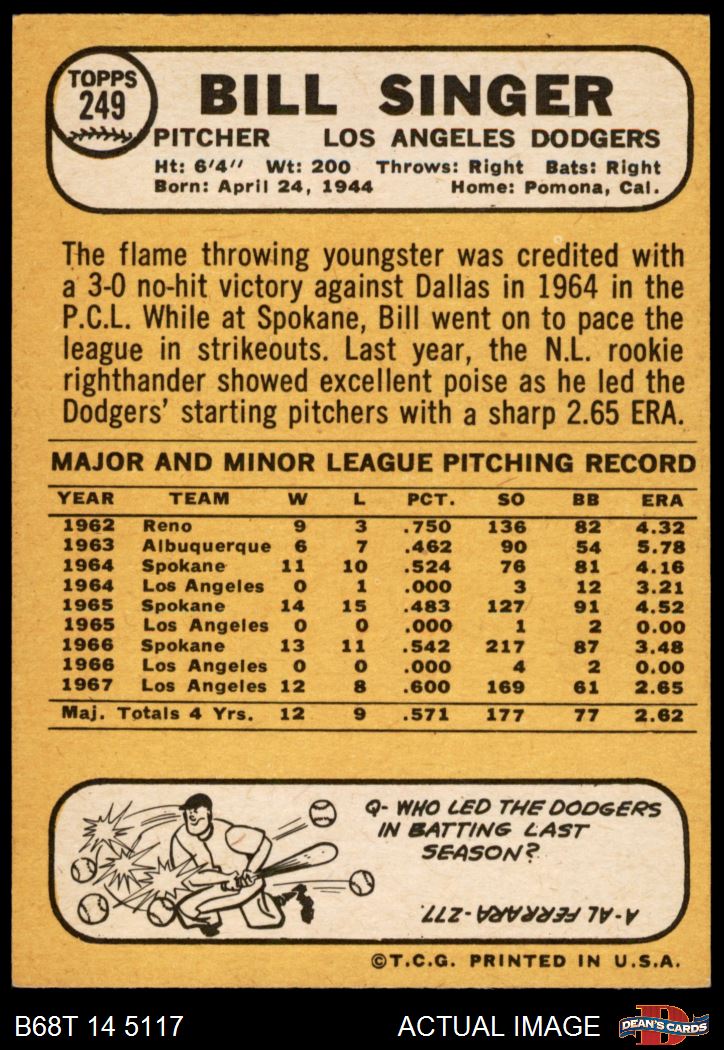 TOPPS
249
BILL SINGER
PITCHER LOS ANGELES DODGERS
Ht: 6'4" Wt: 200 Throws: Right Bats: Right
Born: April 24, 1944 Home: Pomona, Cal.
The flame throwing youngster was credited with
a 3-0 no-hit victory against Dallas in 1964 in the
P.C.L. While at Spokane, Bill went on to pace the
league in strikeouts. Last year, the N.L. rookie
righthander showed excellent poise as he led the
Dodgers' starting pitchers with a sharp 2.65 ERA.
MAJOR AND MINOR LEAGUE PITCHING RECORD
YEAR TEAM W L PCT. SO BB ERA
1962 Reno 9 3 .750 136 82 4.32
1963 Albuquerque 6 7 .462 90 54 5.78
1964 Spokane 11 10 .524 76 81 4.16
1964 Los Angeles 0 1 .000 3 12 3.21
1965 Spokane 14 15 .483 127 91 4.52
1965 Los Angeles 0 0 .000 1 2 0.00
1966 Spokane 13 11 .542 217 87 3.48
1966 Los Angeles 0 0 .000 4 2 0.00
1967 Los Angeles 12 8 .600 169 61 2.65
Maj. Totals 4 Yrs. 12 9 .571 177 77 2.62
Q- WHO LED THE DODGERS
IN BATTING LAST
SEASON?
A- AL FERRARA-.277
©T.C.G. PRINTED IN U.S.A.
B68T 14 5117 ACTUAL IMAGE
D
DEAN'S CARDS